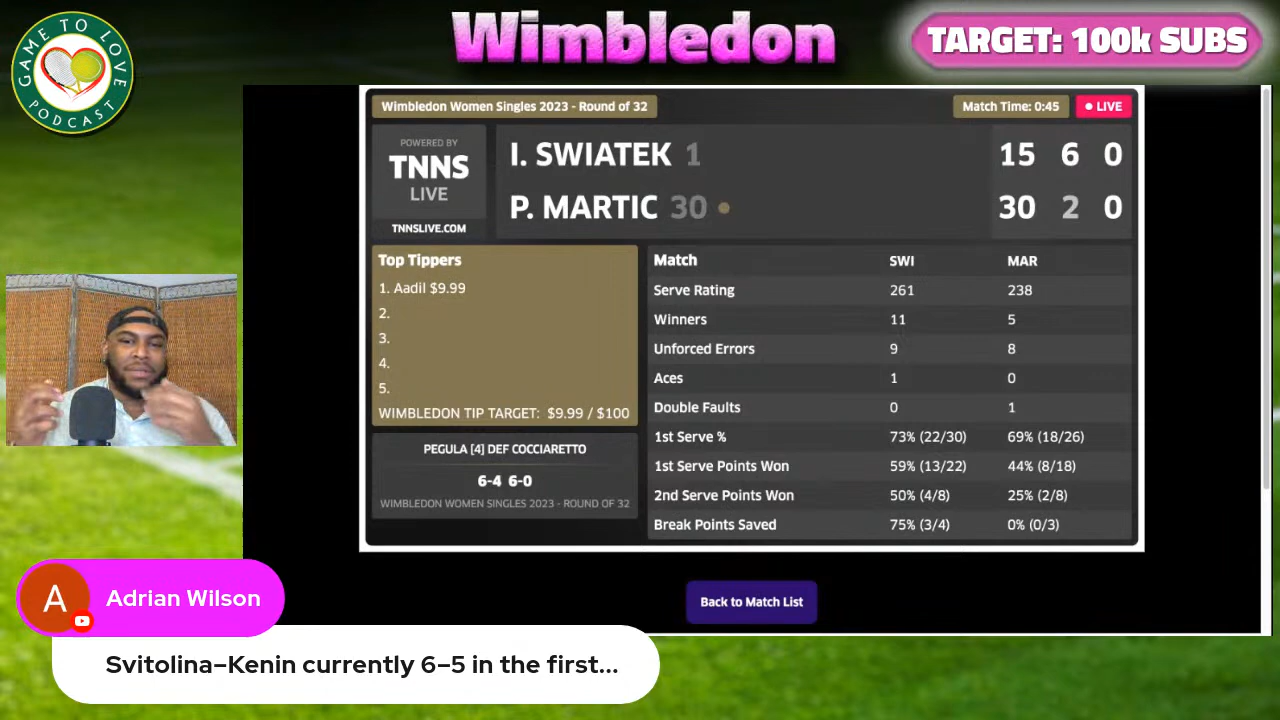 GAME TO LOVE
PODCAST
Wimbledon
TARGET: 100k SUBS
Wimbledon Women Singles 2023 - Round of 32
Match Time: 0:45
LIVE
POWERED BY
TNNS
LIVE
TNNSLIVE.COM
I. SWIATEK 1 15 6 0
P. MARTIC 30 30 2 0
Top Tippers
1. Aadil $9.99
2.
3.
4.
5.
WIMBLEDON TIP TARGET: $9.99 / $100
PEGULA [4] DEF COCCIARETTO
6-4 6-0
WIMBLEDON WOMEN SINGLES 2023 - ROUND OF 32
Match SWI MAR
Serve Rating 261 238
Winners 11 5
Unforced Errors 9 8
Aces 1 0
Double Faults 0 1
1st Serve % 73% (22/30) 69% (18/26)
1st Serve Points Won 59% (13/22) 44% (8/18)
2nd Serve Points Won 50% (4/8) 25% (2/8)
Break Points Saved 75% (3/4) 0% (0/3)
Back to Match List
A
Adrian Wilson
Svitolina–Kenin currently 6–5 in the first...